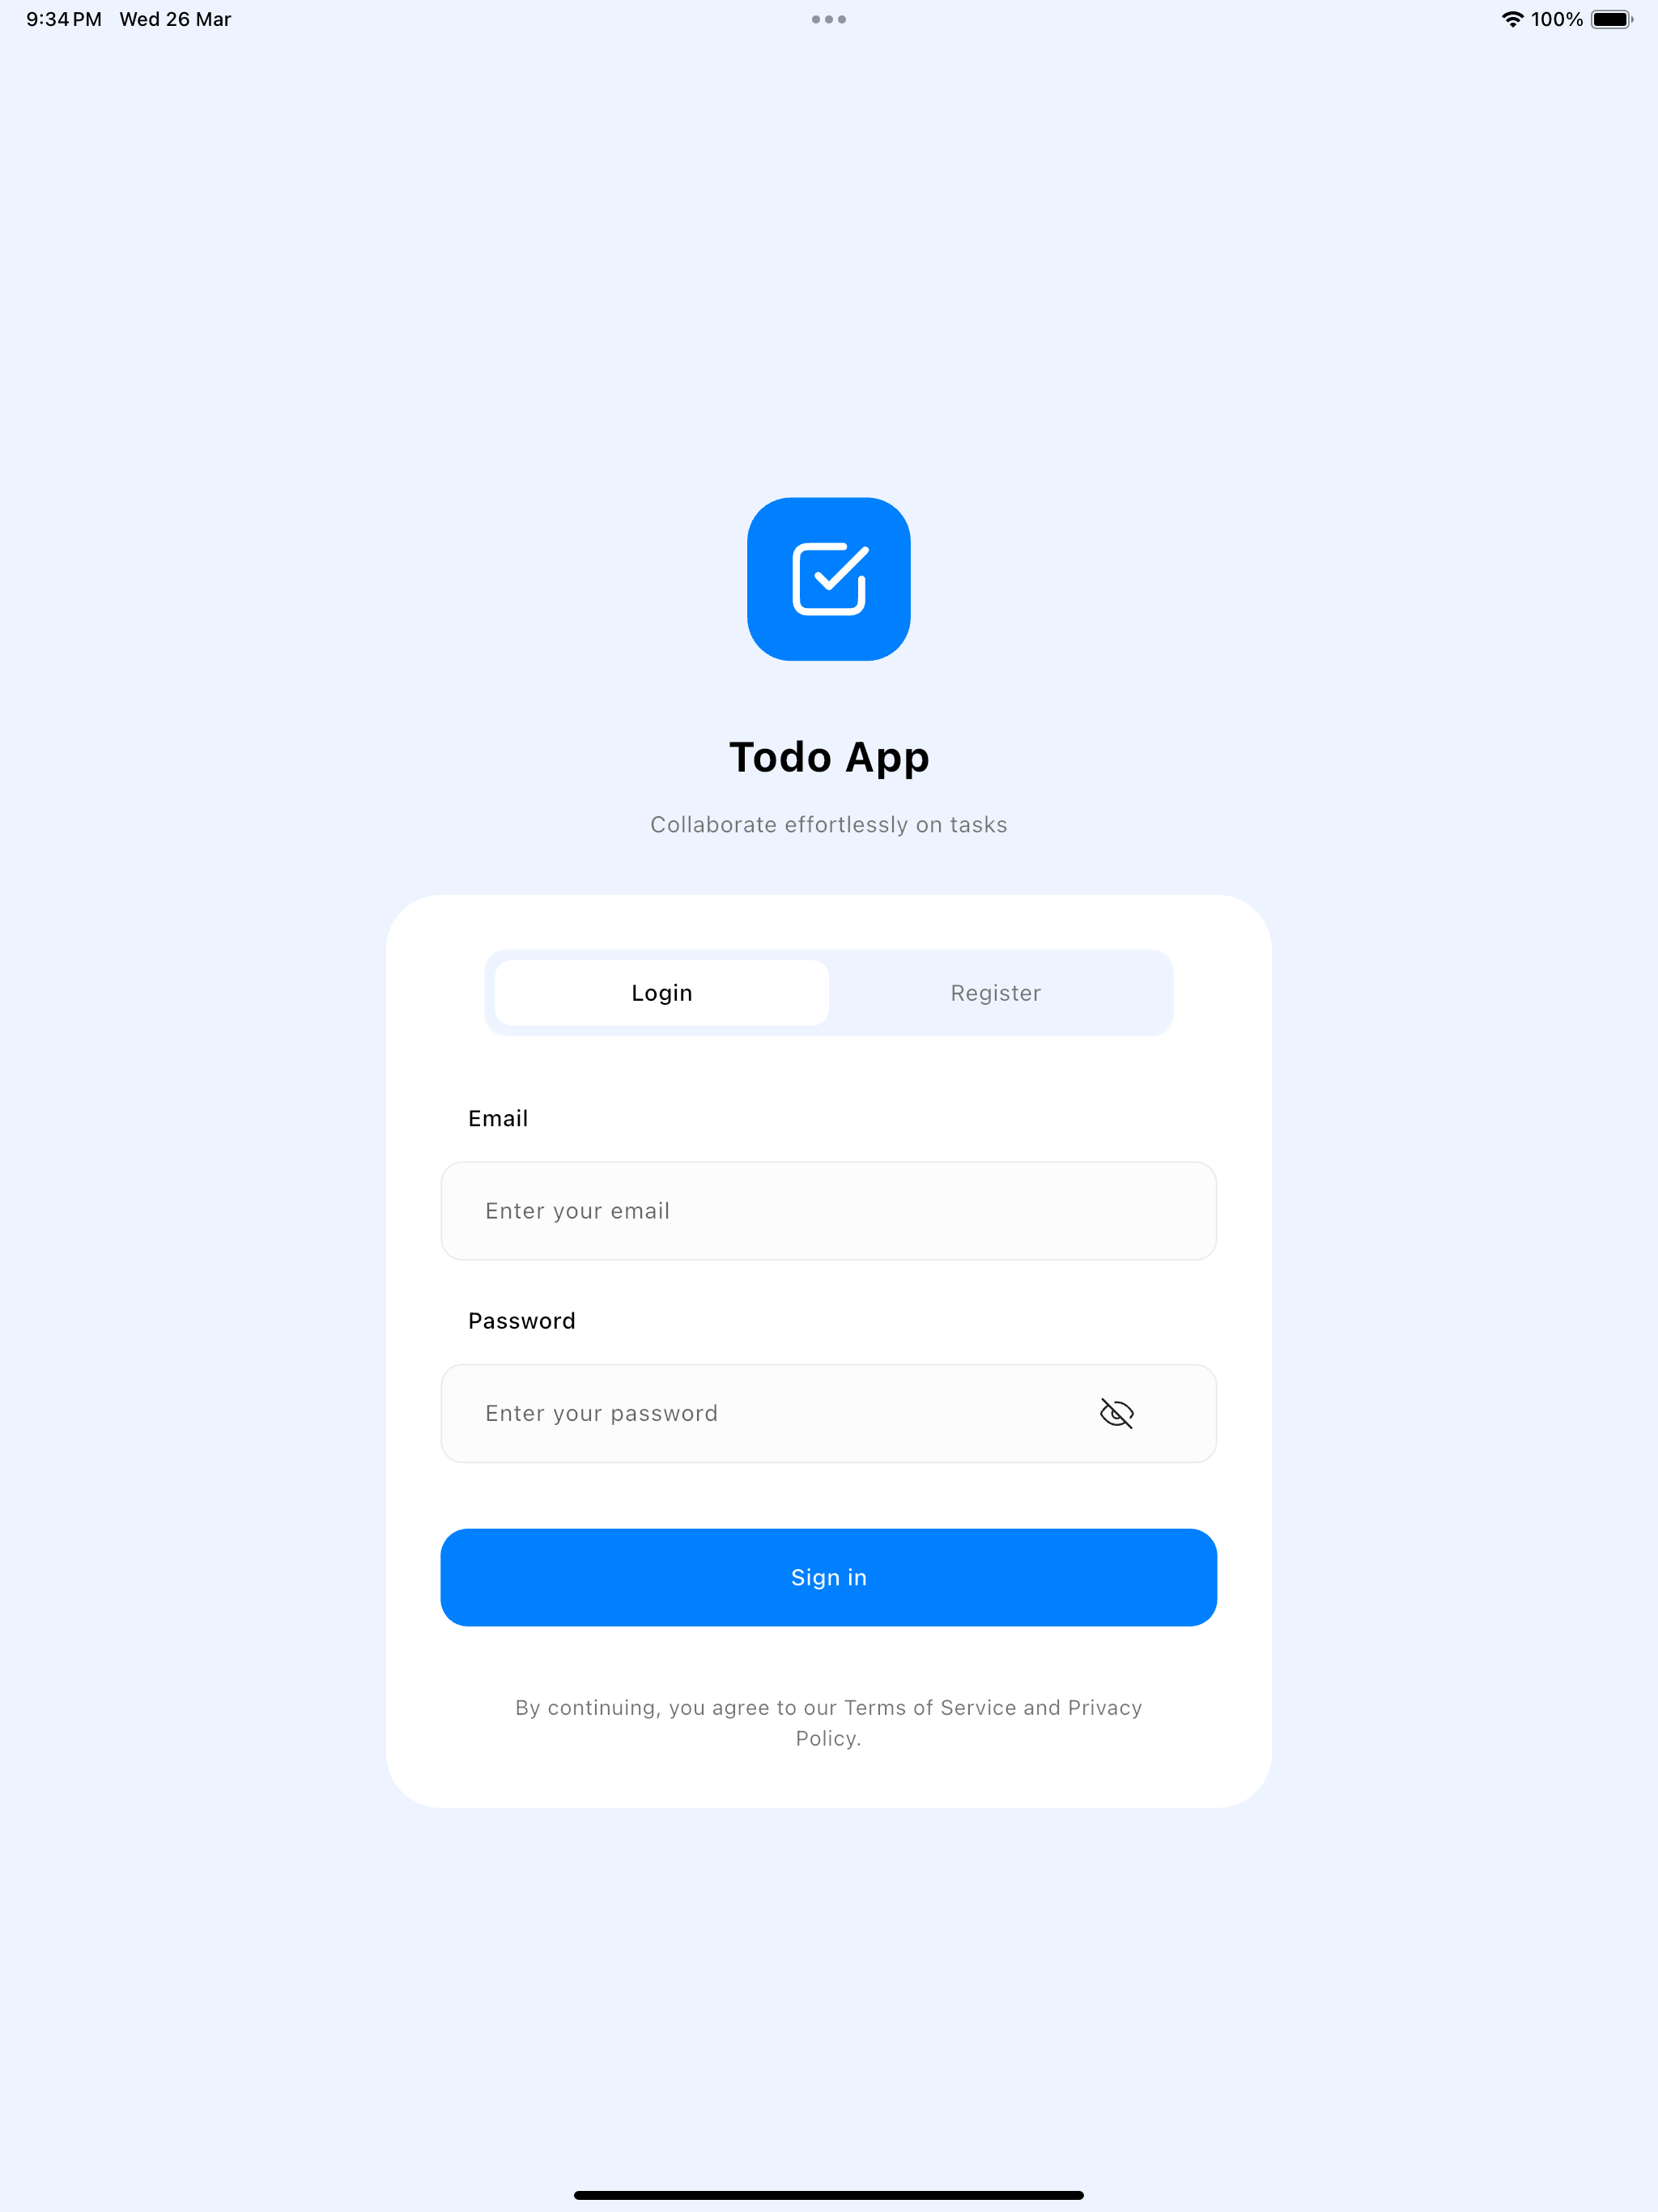 9:34 PM Wed 26 Mar 100%
Todo App
Collaborate effortlessly on tasks
Login Register
Email
Enter your email
Password
Enter your password
Sign in
By continuing, you agree to our Terms of Service and Privacy
Policy.